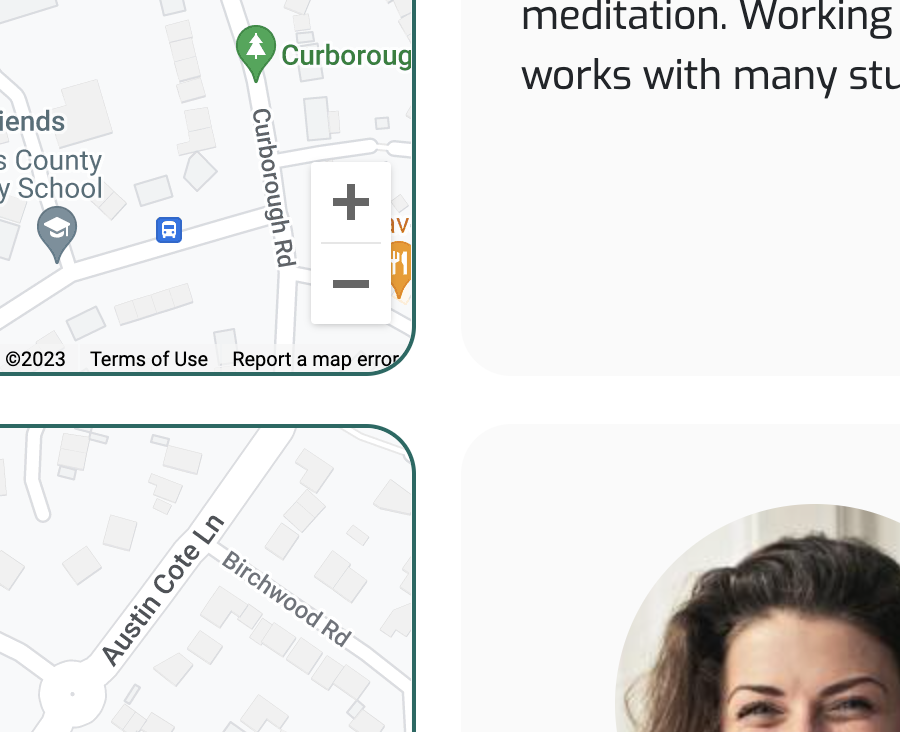 meditation. Working
works with many stu
Curboroug
iends
s County
y School
Curborough Rd
av
©2023 Terms of Use Report a map error
Austin Cote Ln
Birchwood Rd